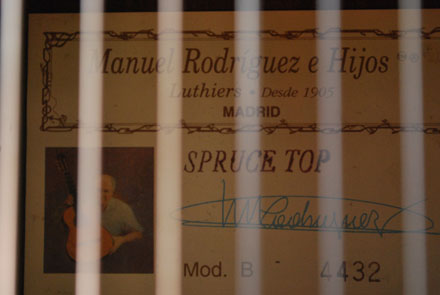 Manuel Rodríguez e Hijos
Luthiers • Desde 1905
MADRID
SPRUCE TOP
Mod. B 4432